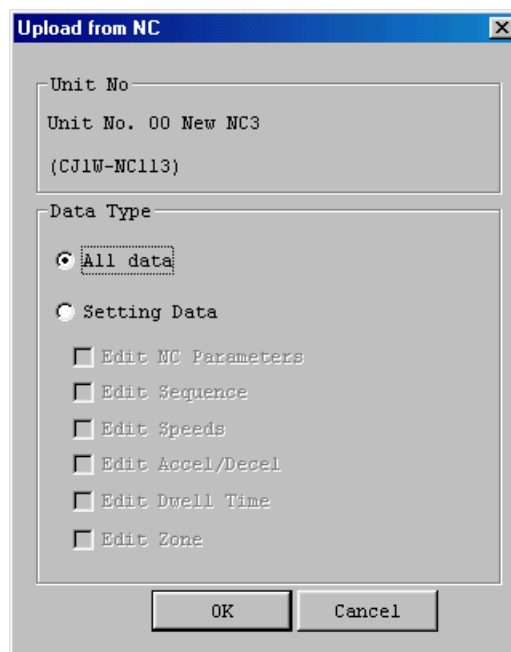 Upload from NC
Unit No
Unit No. 00 New NC3
(CJ1W-NC113)
Data Type
All data
Setting Data
Edit NC Parameters
Edit Sequence
Edit Speeds
Edit Accel/Decel
Edit Dwell Time
Edit Zone
OK Cancel